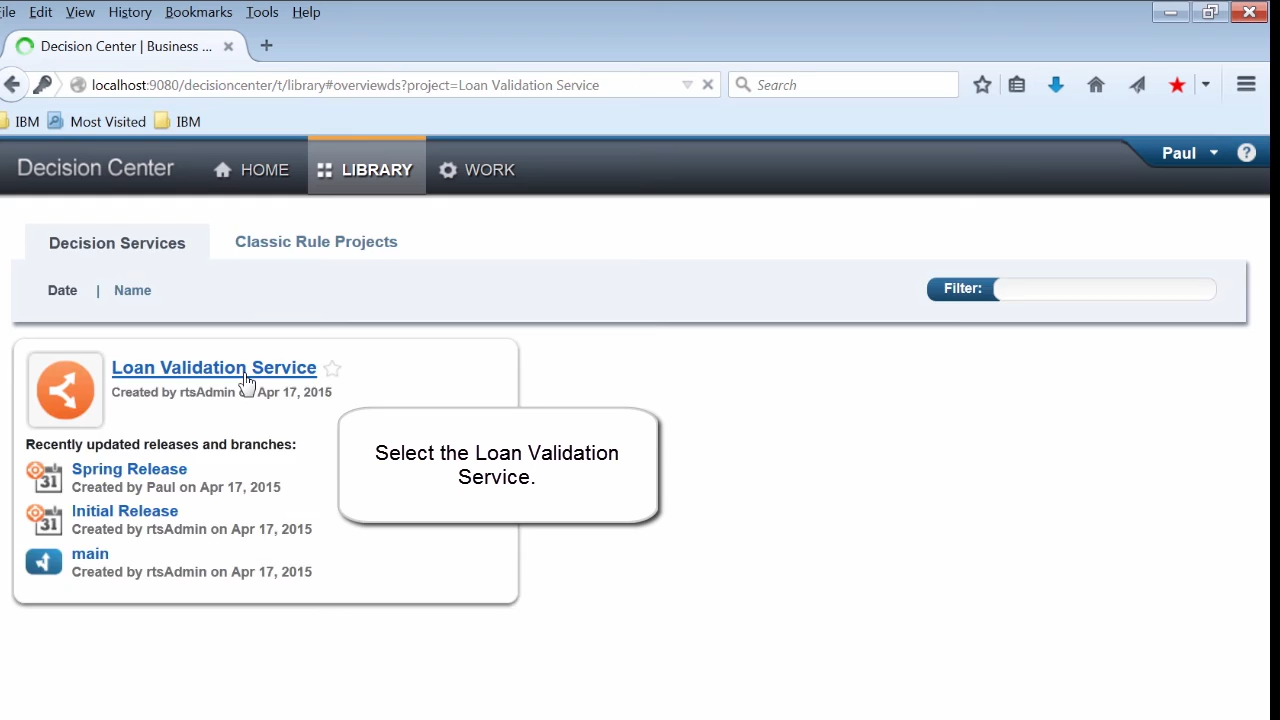 File Edit View History Bookmarks Tools Help
Decision Center | Business ...
localhost:9080/decisioncenter/t/library#overviewds?project=Loan Validation Service
Search
IBM Most Visited IBM
Decision Center HOME LIBRARY WORK Paul ?
Decision Services Classic Rule Projects
Date | Name Filter:
Loan Validation Service
Created by rtsAdmin on Apr 17, 2015
Select the Loan Validation
Service.
Recently updated releases and branches:
31 Spring Release
Created by Paul on Apr 17, 2015
31 Initial Release
Created by rtsAdmin on Apr 17, 2015
main
Created by rtsAdmin on Apr 17, 2015